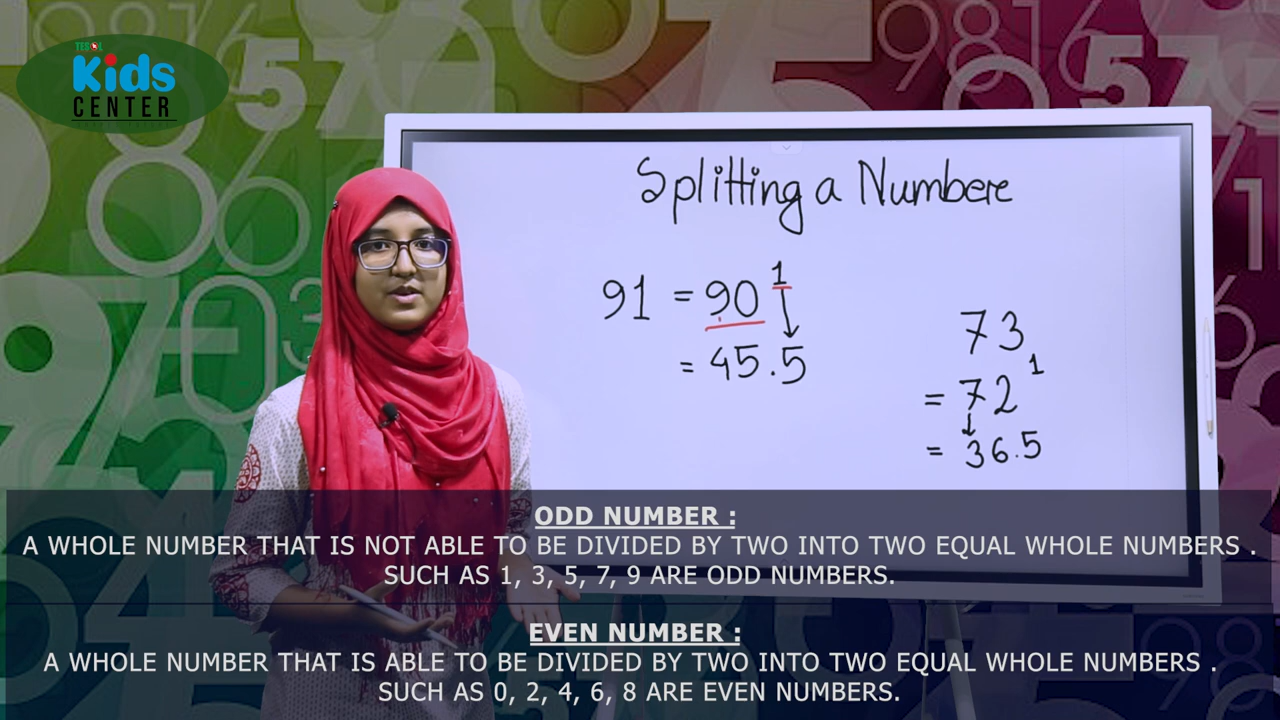 TESOL
Kids
CENTER
Splitting a Numbere
91 = 90 1
= 45.5
73
= 72 1
= 36.5
ODD NUMBER :
A WHOLE NUMBER THAT IS NOT ABLE TO BE DIVIDED BY TWO INTO TWO EQUAL WHOLE NUMBERS .
SUCH AS 1, 3, 5, 7, 9 ARE ODD NUMBERS.
EVEN NUMBER :
A WHOLE NUMBER THAT IS ABLE TO BE DIVIDED BY TWO INTO TWO EQUAL WHOLE NUMBERS .
SUCH AS 0, 2, 4, 6, 8 ARE EVEN NUMBERS.